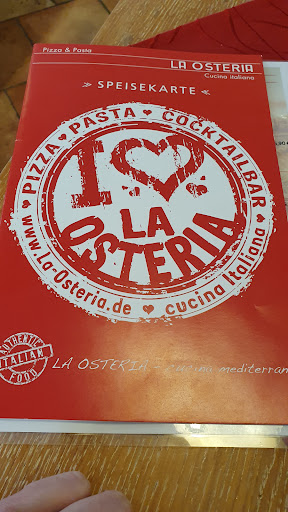 Pizza & Pasta
LA OSTERIA
Cucina italiana
» SPEISEKARTE «
PIZZA ♥ PASTA ♥ COCKTAILBAR
I ♥
LA
OSTERIA
www.La-Osteria.de ♥ cucina Italiana
AUTHENTIC
ITALIAN
FOOD
LA OSTERIA - cucina mediterran